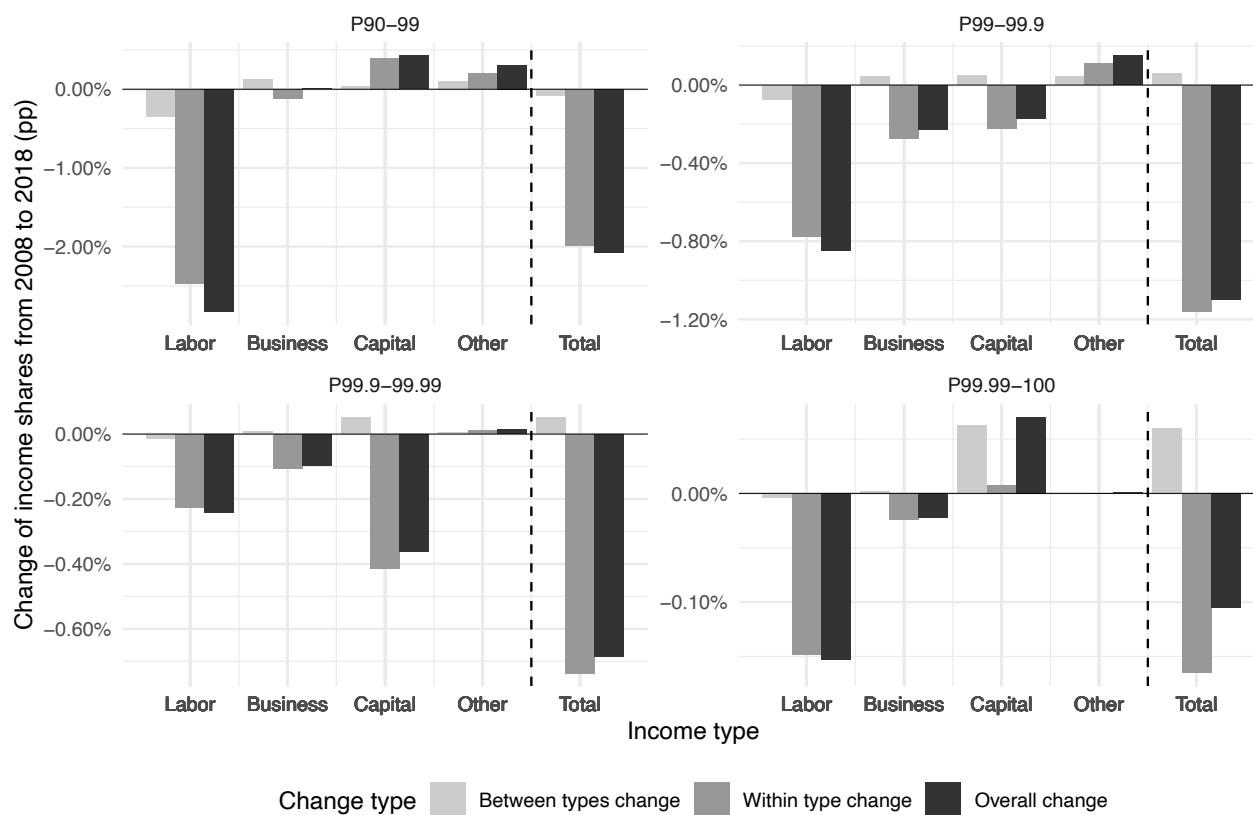 P90−99
P99−99.9
Change of income shares from 2008 to 2018 (pp)
0.00%
−1.00%
−2.00%
0.00%
−0.40%
−0.80%
−1.20%
Labor Business Capital Other Total
Labor Business Capital Other Total
P99.9−99.99
P99.99−100
0.00%
−0.20%
−0.40%
−0.60%
0.00%
−0.10%
Labor Business Capital Other Total
Labor Business Capital Other Total
Income type
Change type Between types change Within type change Overall change